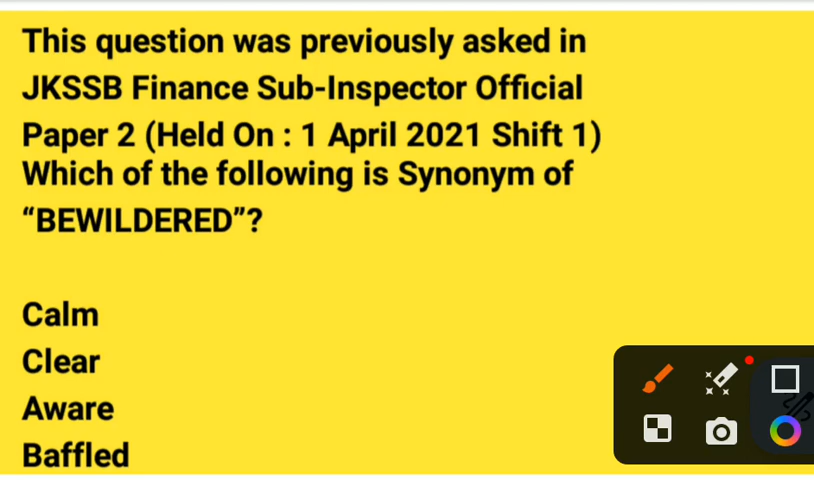 This question was previously asked in
JKSSB Finance Sub-Inspector Official
Paper 2 (Held On : 1 April 2021 Shift 1)
Which of the following is Synonym of
“BEWILDERED”?
Calm
Clear
Aware
Baffled